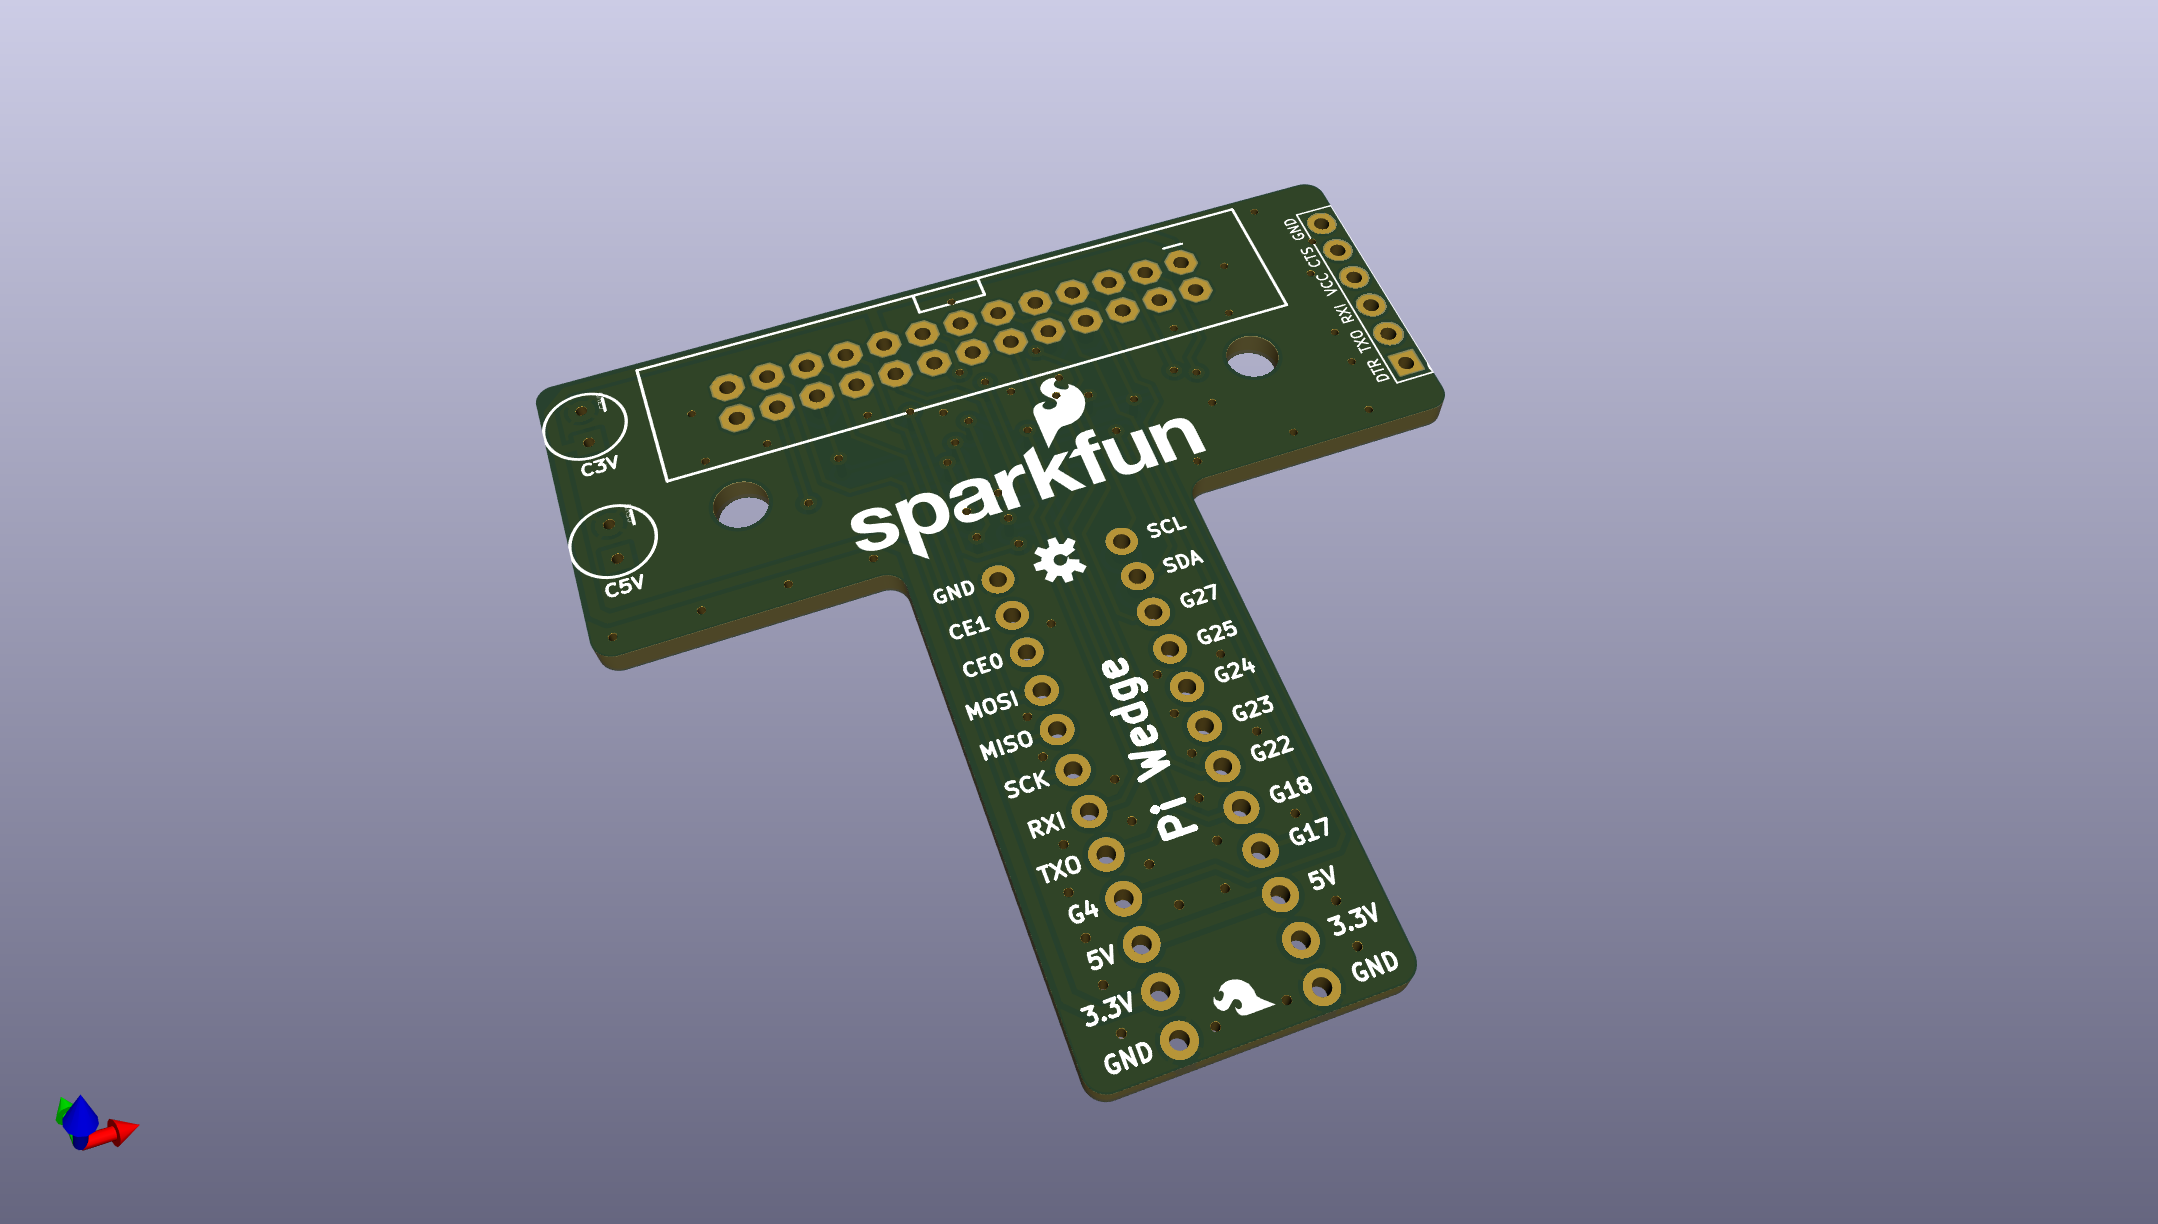 GND
CTS
VCC
RXI
TXO
DTR
C3V
C5V
sparkfun
SCL
SDA
G27
G25
G24
G23
G22
G18
G17
5V
3.3V
GND
GND
CE1
CE0
MOSI
MISO
SCK
RXI
TXO
G4
5V
3.3V
GND
Pi Wedge